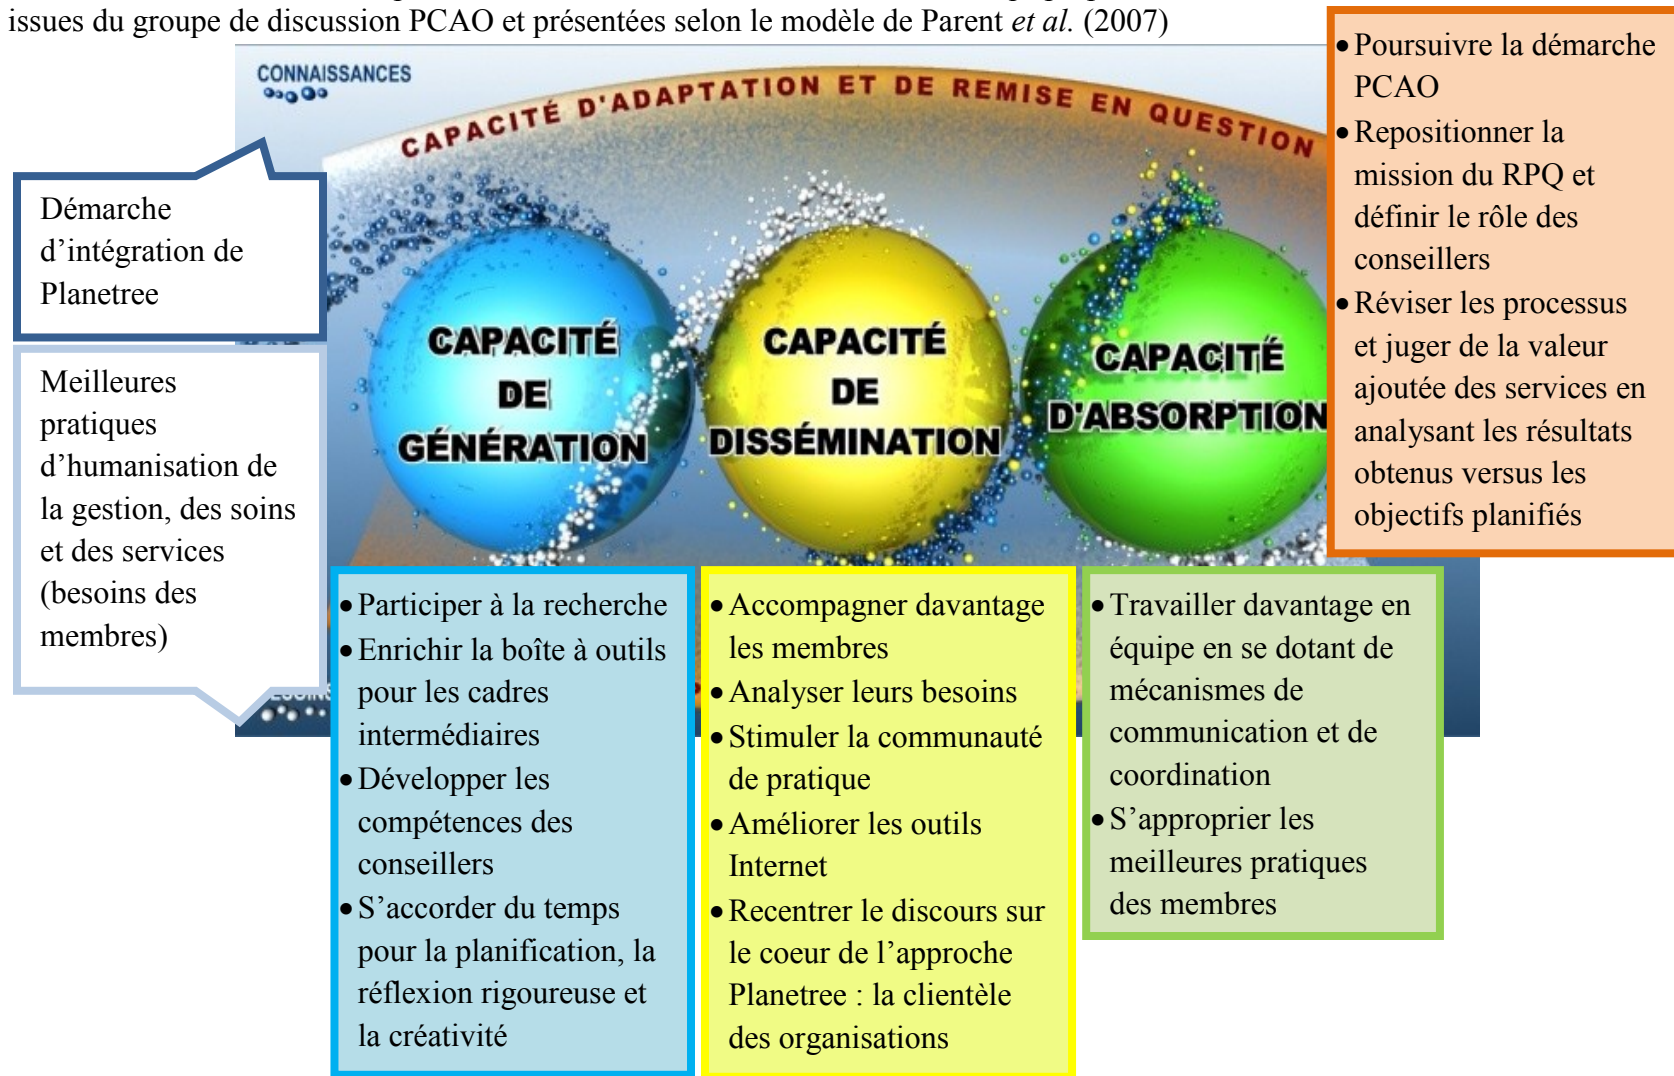 issues du groupe de discussion PCAO et présentées selon le modèle de Parent et al. (2007)
CONNAISSANCES
CAPACITÉ D'ADAPTATION ET DE REMISE EN QUESTION
Démarche
d’intégration de
Planetree
Meilleures
pratiques
d’humanisation de
la gestion, des soins
et des services
(besoins des
membres)
CAPACITÉ
DE
GÉNÉRATION
CAPACITÉ
DE
DISSÉMINATION
CAPACITÉ
D'ABSORPTION
• Poursuivre la démarche
PCAO
• Repositionner la
mission du RPQ et
définir le rôle des
conseillers
• Réviser les processus
et juger de la valeur
ajoutée des services en
analysant les résultats
obtenus versus les
objectifs planifiés
• Participer à la recherche
• Enrichir la boîte à outils
pour les cadres
intermédiaires
• Développer les
compétences des
conseillers
• S’accorder du temps
pour la planification, la
réflexion rigoureuse et
la créativité
• Accompagner davantage
les membres
• Analyser leurs besoins
• Stimuler la communauté
de pratique
• Améliorer les outils
Internet
• Recentrer le discours sur
le coeur de l’approche
Planetree : la clientèle
des organisations
• Travailler davantage en
équipe en se dotant de
mécanismes de
communication et de
coordination
• S’approprier les
meilleures pratiques
des membres